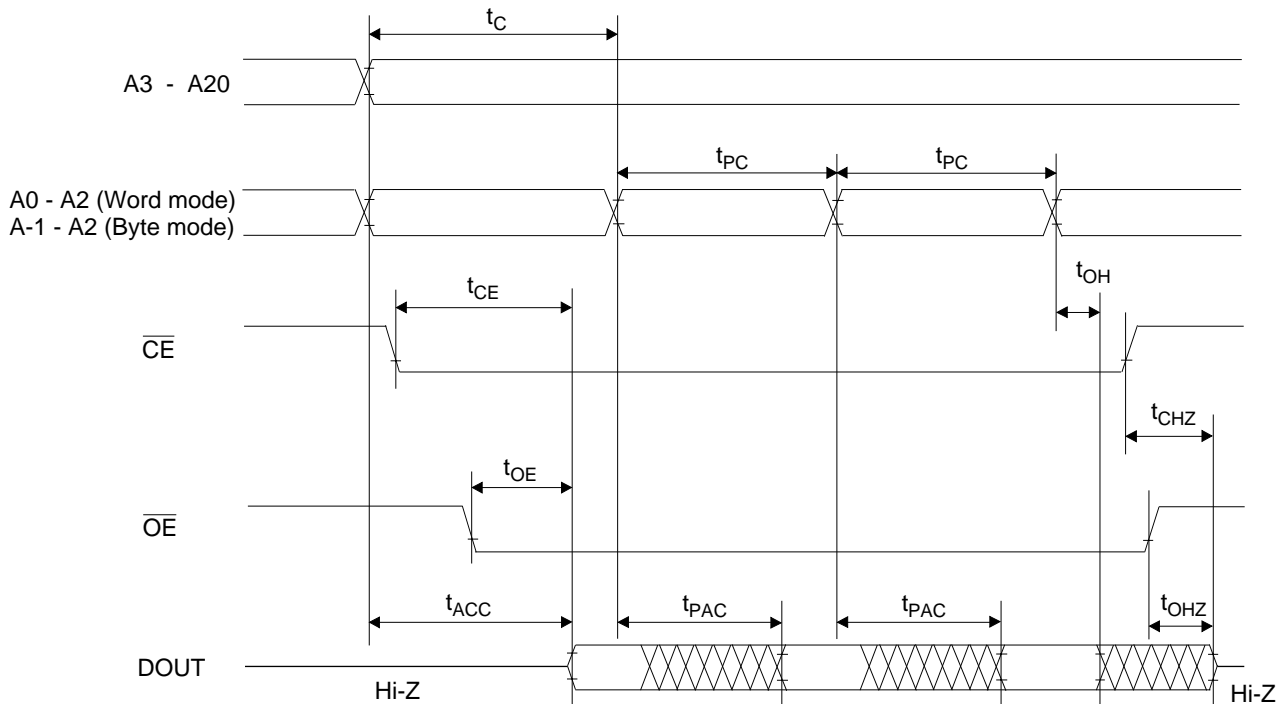 tC
A3 - A20
tPC tPC
A0 - A2 (Word mode)
A-1 - A2 (Byte mode)
tOH
tCE
CE
tCHZ
tOE
OE
tACC tPAC tPAC tOHZ
DOUT
Hi-Z Hi-Z